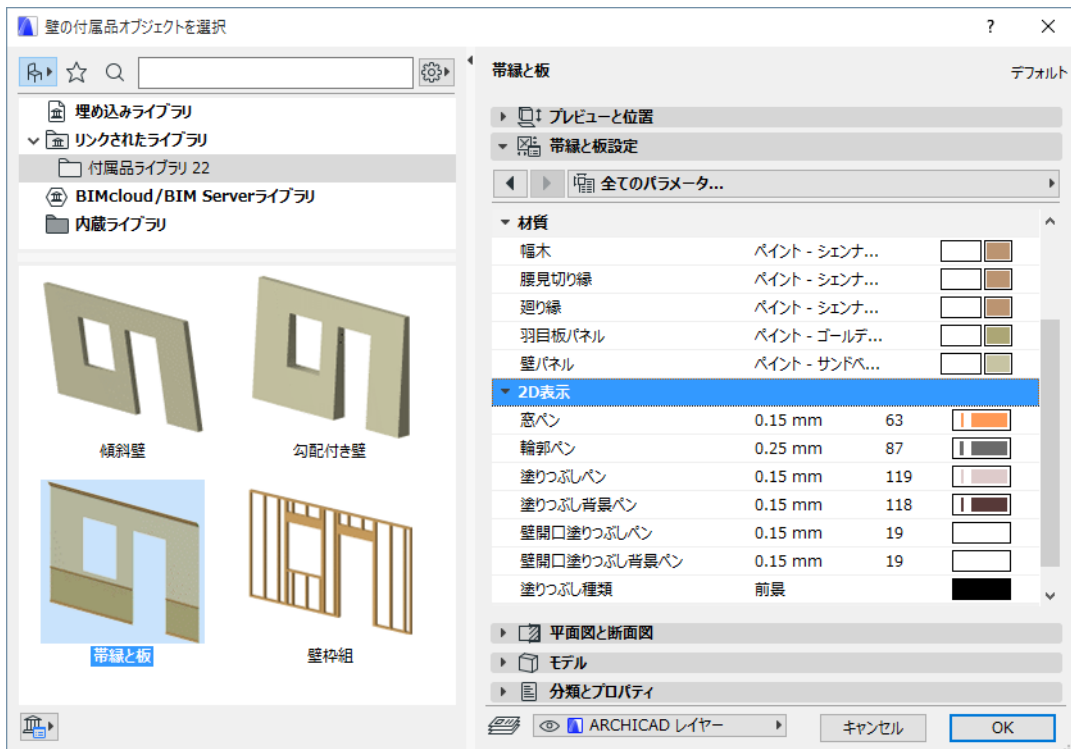 壁の付属品オブジェクトを選択
?
埋め込みライブラリ
リンクされたライブラリ
付属品ライブラリ 22
BIMcloud/BIM Serverライブラリ
内蔵ライブラリ
傾斜壁
勾配付き壁
帯縁と板
壁枠組
帯縁と板
デフォルト
プレビューと位置
帯縁と板設定
全てのパラメータ...
材質
幅木 ペイント - シェンナ...
腰見切り縁 ペイント - シェンナ...
廻り縁 ペイント - シェンナ...
羽目板パネル ペイント - ゴールデ...
壁パネル ペイント - サンドベ...
2D表示
窓ペン 0.15 mm 63
輪郭ペン 0.25 mm 87
塗りつぶしペン 0.15 mm 119
塗りつぶし背景ペン 0.15 mm 118
壁開口塗りつぶしペン 0.15 mm 19
壁開口塗りつぶし背景ペン 0.15 mm 19
塗りつぶし種類 前景
平面図と断面図
モデル
分類とプロパティ
ARCHICAD レイヤー
キャンセル
OK